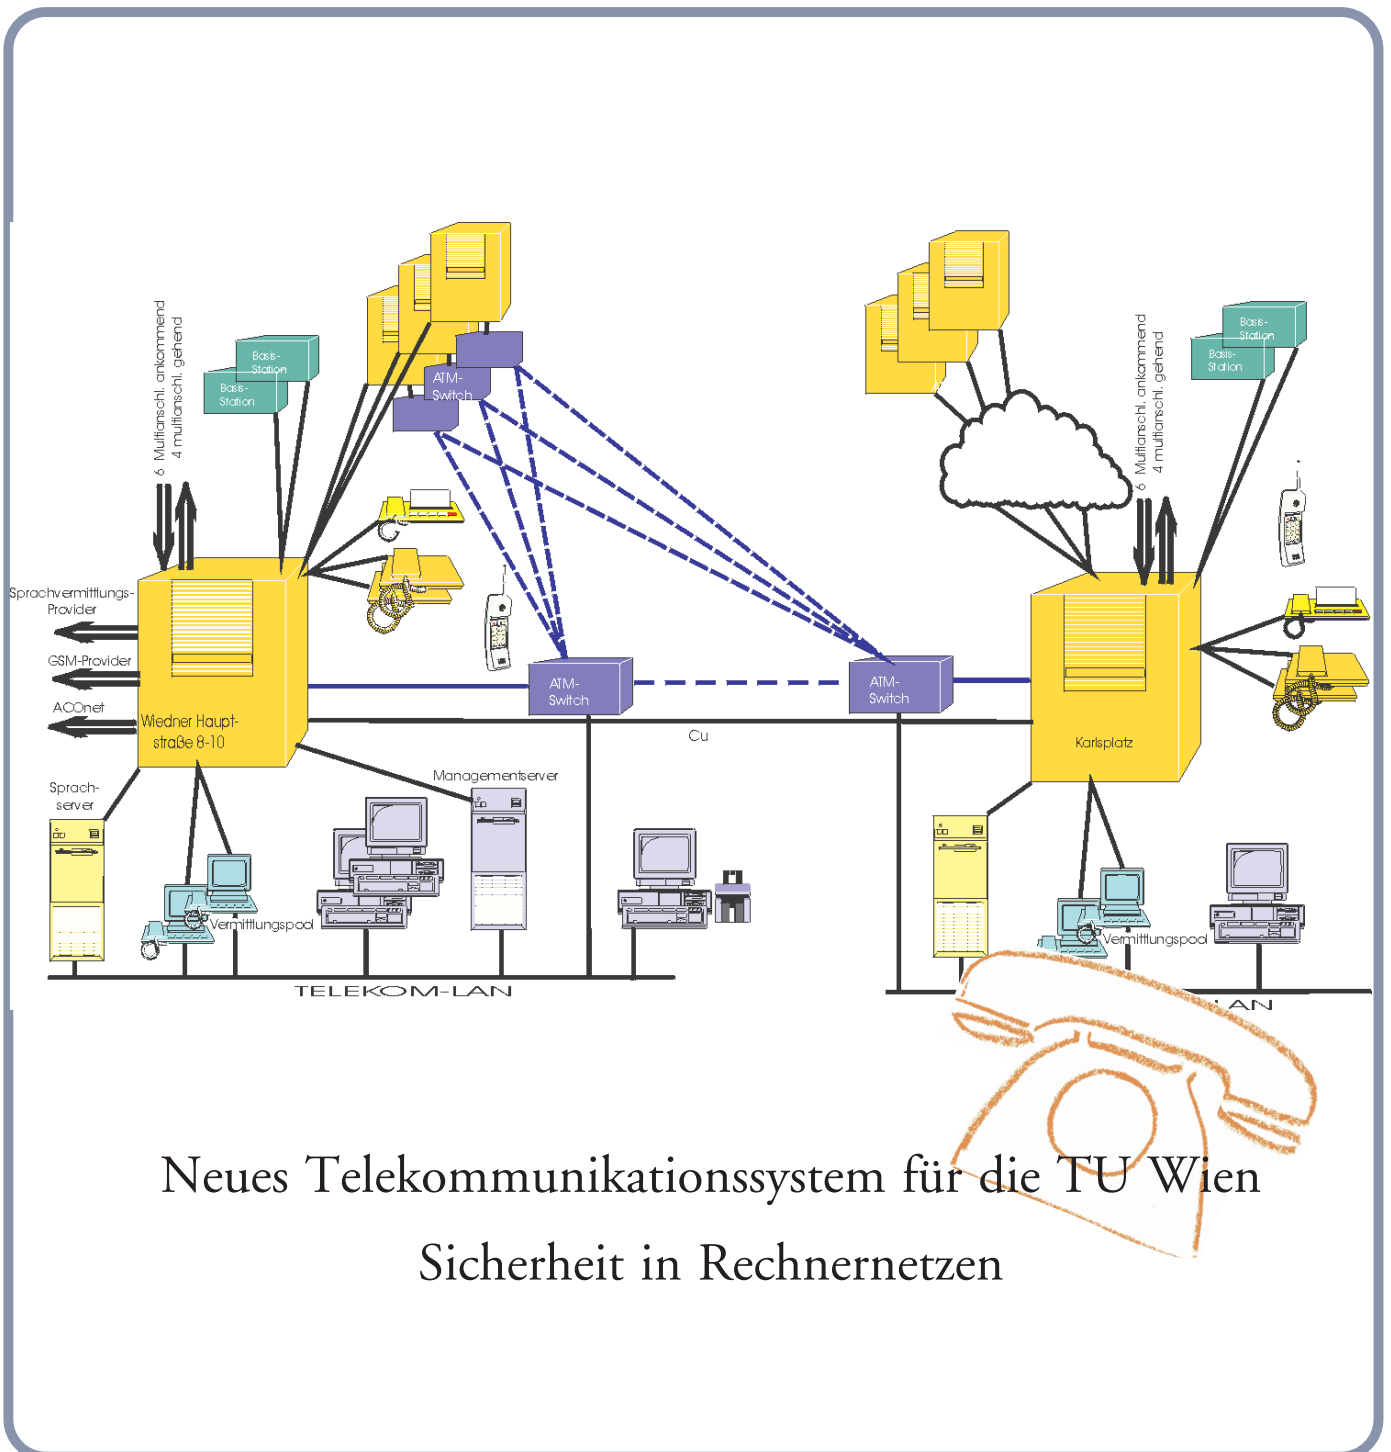 6 Multianschl. ankommend
4 multianschl. gehend
Basis-
Station
Basis-
Station
ATM-
Switch
6 Multianschl. ankommend
4 multianschl. gehend
Basis-
Station
Basis-
Station
Sprachvermittlungs-
Provider
GSM-Provider
ACOnet
Wiedner Haupt-
straße 8-10
ATM-
Switch
ATM-
Switch
Cu
Karlsplatz
Sprach-
server
Managementserver
Vermittlungspool
Vermittlungspool
TELEKOM-LAN
LAN
Neues Telekommunikationssystem für die TU Wien
Sicherheit in Rechnernetzen